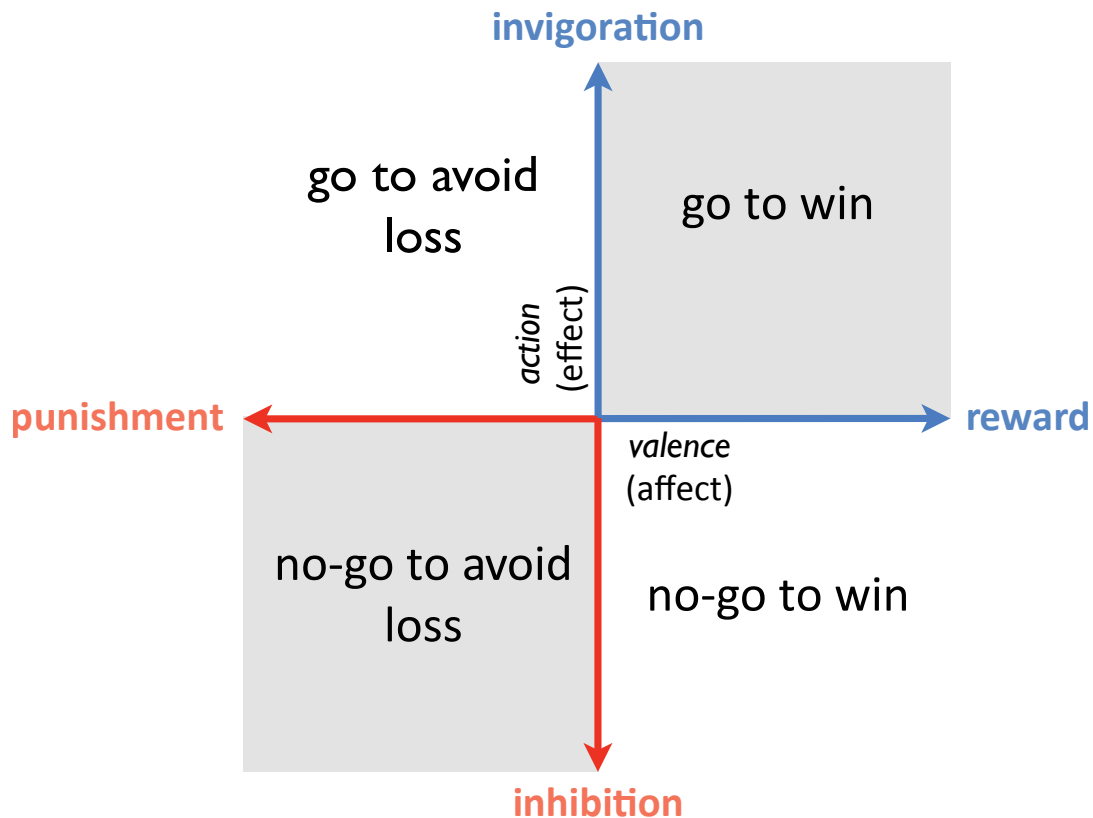 invigoration
go to avoid
loss
go to win
action
(effect)
punishment
reward
valence
(affect)
no-go to avoid
loss
no-go to win
inhibition